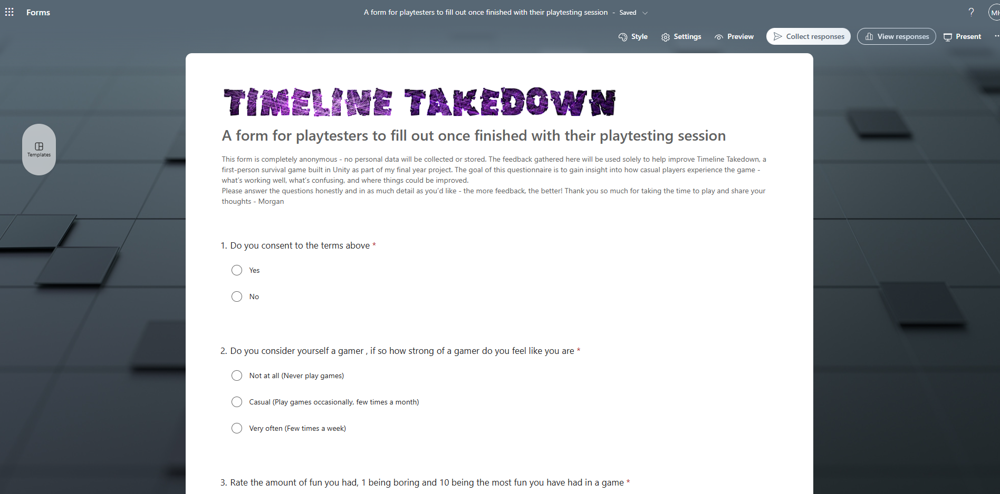 Forms
A form for playtesters to fill out once finished with their playtesting session - Saved
?
MH
Style
Settings
Preview
Collect responses
View responses
Present
Templates
TIMELINE TAKEDOWN
A form for playtesters to fill out once finished with their playtesting session
This form is completely anonymous - no personal data will be collected or stored. The feedback gathered here will be used solely to help improve Timeline Takedown, a
first-person survival game built in Unity as part of my final year project. The goal of this questionnaire is to gain insight into how casual players experience the game -
what's working well, what's confusing, and where things could be improved.
Please answer the questions honestly and in as much detail as you'd like - the more feedback, the better! Thank you so much for taking the time to play and share your
thoughts - Morgan
1. Do you consent to the terms above *
Yes
No
2. Do you consider yourself a gamer , if so how strong of a gamer do you feel like you are *
Not at all (Never play games)
Casual (Play games occasionally, few times a month)
Very often (Few times a week)
3. Rate the amount of fun you had, 1 being boring and 10 being the most fun you have had in a game *